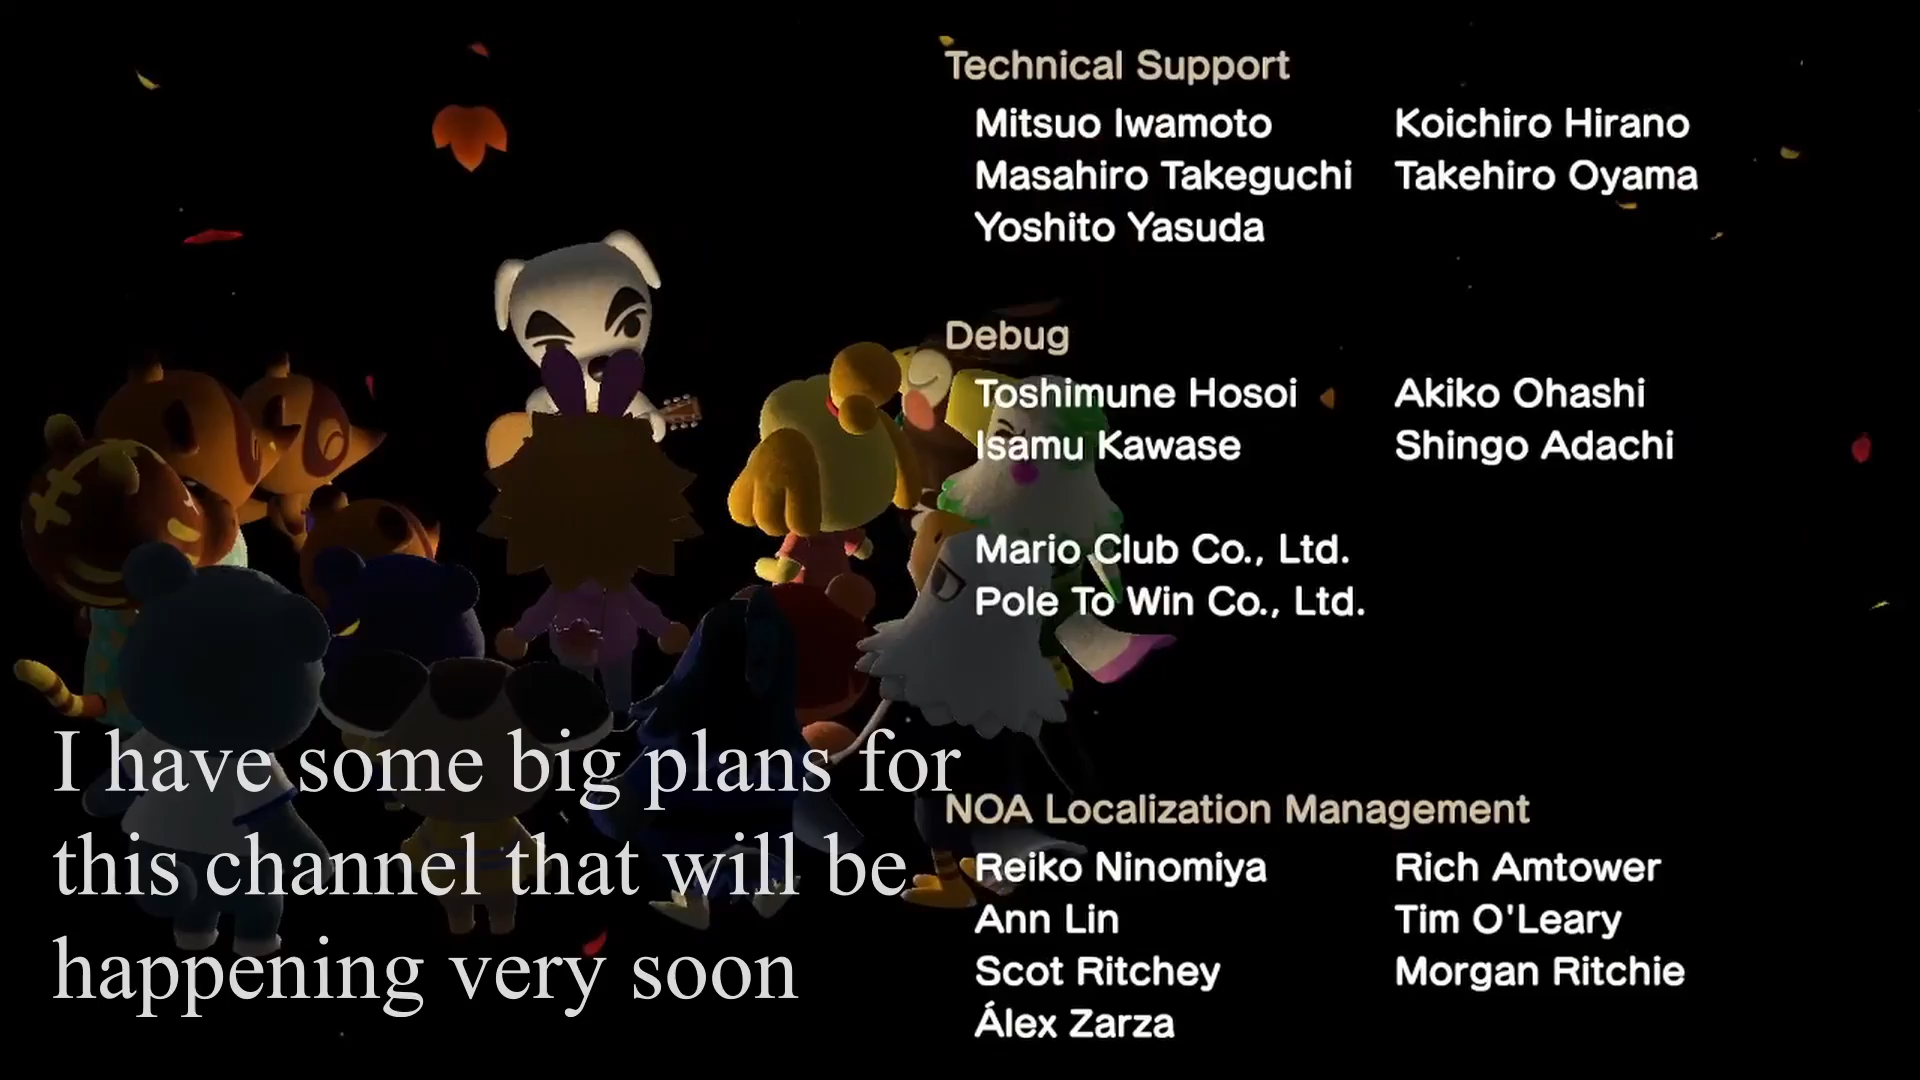 Technical Support
Mitsuo Iwamoto Koichiro Hirano
Masahiro Takeguchi Takehiro Oyama
Yoshito Yasuda
Debug
Toshimune Hosoi Akiko Ohashi
Isamu Kawase Shingo Adachi
Mario Club Co., Ltd.
Pole To Win Co., Ltd.
NOA Localization Management
Reiko Ninomiya Rich Amtower
Ann Lin Tim O'Leary
Scot Ritchey Morgan Ritchie
Álex Zarza
I have some big plans for
this channel that will be
happening very soon